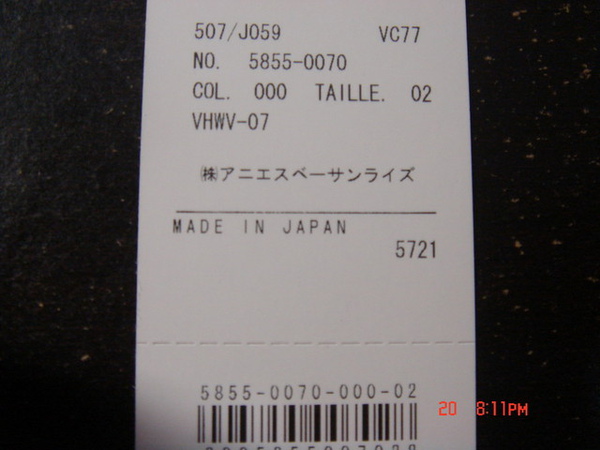 507/J059 VC77
NO. 5855-0070
COL. 000 TAILLE. 02
VHWV-07
㈱アニエスベーサンライズ
MADE IN JAPAN
5721
5855-0070-000-02
20 8:11PM